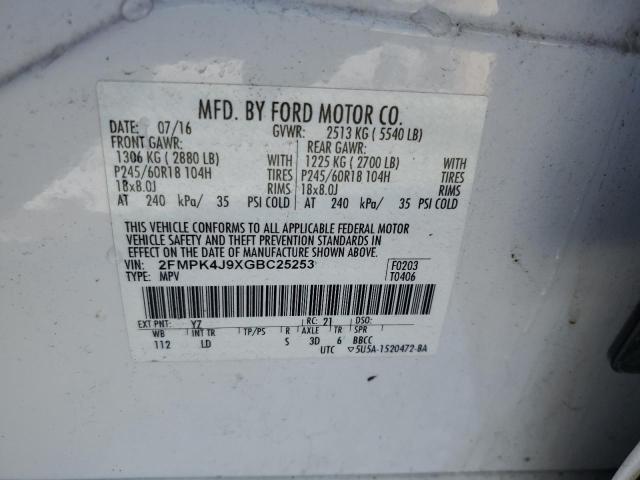 MFD. BY FORD MOTOR CO.
DATE: 07/16 GVWR: 2513 KG ( 5540 LB)
FRONT GAWR: REAR GAWR:
1306 KG ( 2880 LB) WITH 1225 KG ( 2700 LB) WITH
P245/60R18 104H TIRES P245/60R18 104H TIRES
18x8.0J RIMS 18x8.0J RIMS
AT 240 kPa/ 35 PSI COLD AT 240 kPa/ 35 PSI COLD
THIS VEHICLE CONFORMS TO ALL APPLICABLE FEDERAL MOTOR
VEHICLE SAFETY AND THEFT PREVENTION STANDARDS IN
EFFECT ON THE DATE OF MANUFACTURE SHOWN ABOVE.
VIN: 2FMPK4J9XGBC25253 F0203
TYPE: MPV T0406
EXT PNT: YZ RC: 21 DSO:
WB INT TR TP/PS R AXLE TR SPR
112 LD S 3D 6 BBCC
UTC ▽5U5A-1520472-BA